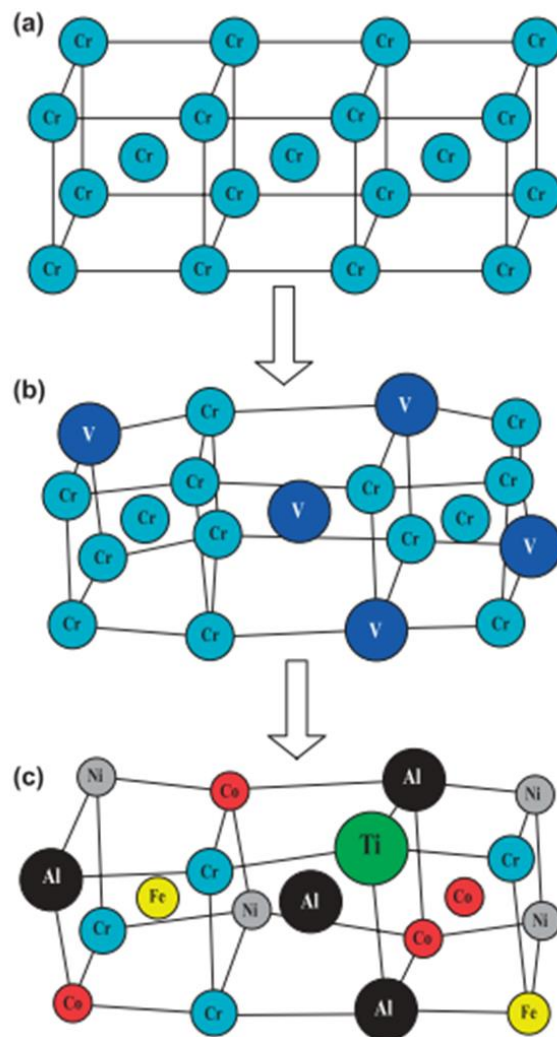 (a)
Cr Cr Cr Cr
Cr Cr Cr Cr
Cr Cr Cr
Cr Cr Cr Cr
Cr Cr Cr Cr
(b)
V Cr V Cr
Cr Cr Cr Cr
Cr V Cr
Cr Cr Cr V
Cr Cr V Cr
(c)
Ni Co Al Ni
Al Cr Ti Cr
Fe Al Co
Cr Ni Co Ni
Co Cr Al Fe